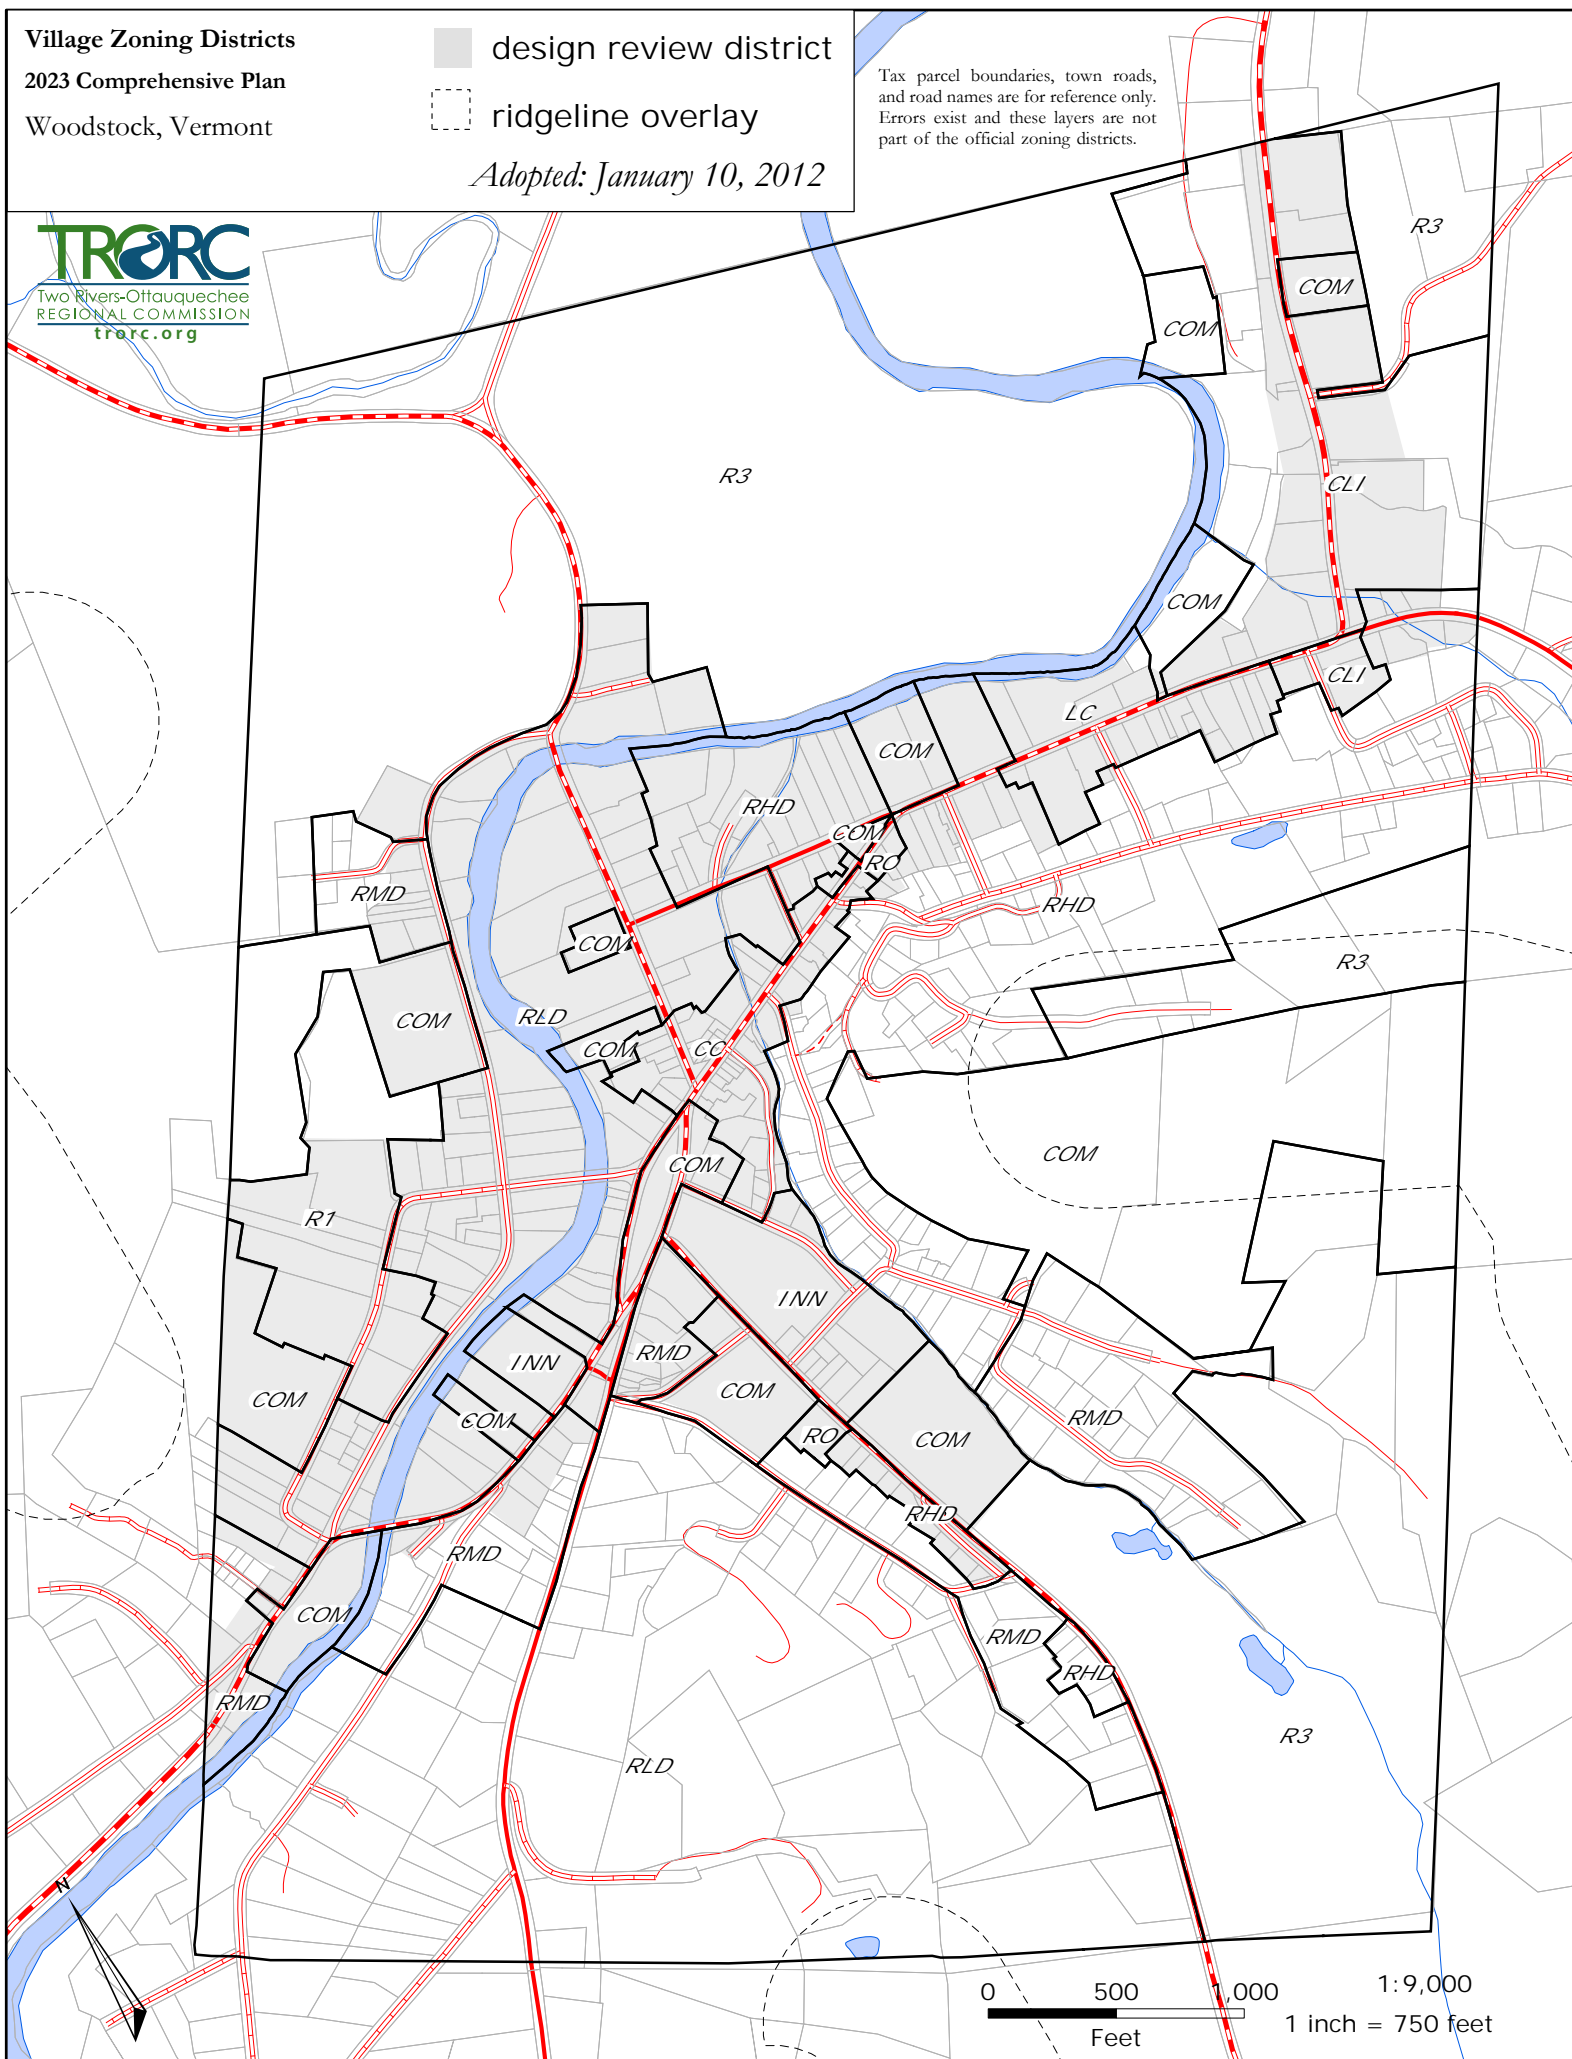 Village Zoning Districts
2023 Comprehensive Plan
Woodstock, Vermont
design review district
ridgeline overlay
Adopted: January 10, 2012
Tax parcel boundaries, town roads,
and road names are for reference only.
Errors exist and these layers are not
part of the official zoning districts.
TRORC
Two Rivers-Ottauquechee
REGIONAL COMMISSION
trorc.org
R3
COM
COM
R3
CLI
COM
CLI
LC
COM
RHD
COM
RO
RMD
RHD
COM
R3
COM
RLD
COM
CC
COM
COM
R1
INN
RMD
INN
COM
COM
COM
RMD
RO
COM
RHD
RMD
COM
RMD
RHD
RMD
R3
RLD
N
0 500 1,000
Feet
1:9,000
1 inch = 750 feet